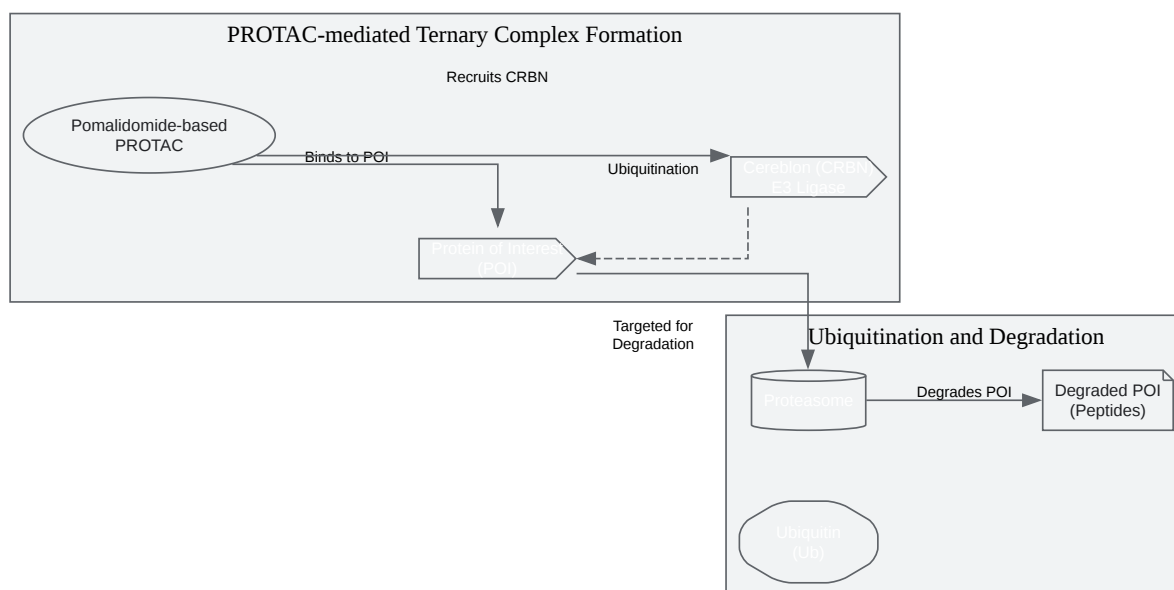 PROTAC-mediated Ternary Complex Formation
Recruits CRBN
Pomalidomide-based
PROTAC
Binds to POI
Ubiquitination
Cereblon (CRBN)
E3 Ligase
Protein of Interest
(POI)
Targeted for
Degradation
Ubiquitination and Degradation
Proteasome
Degrades POI
Degraded POI
(Peptides)
Ubiquitin
(Ub)